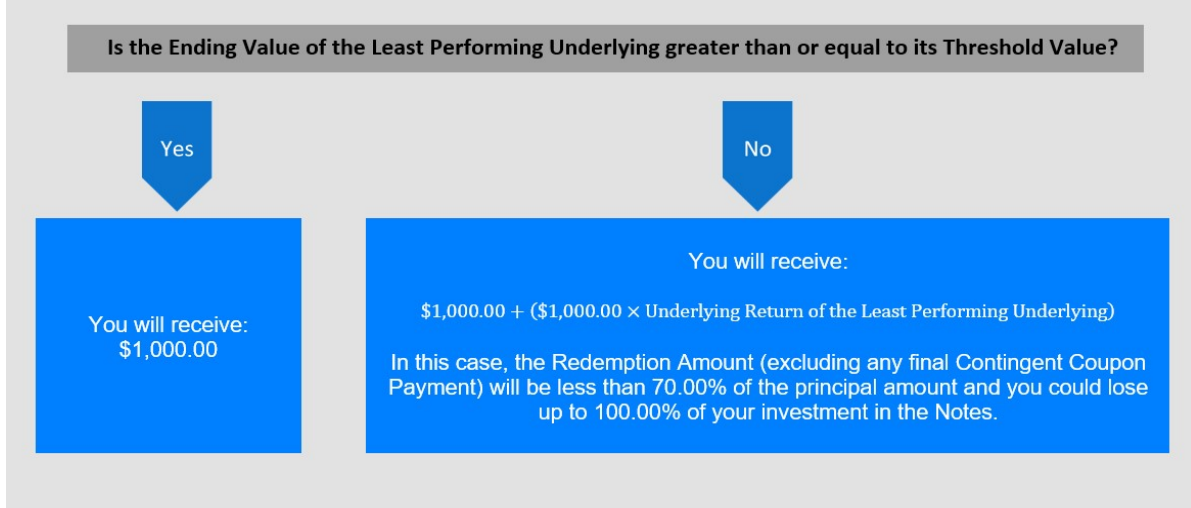 Is the Ending Value of the Least Performing Underlying greater than or equal to its Threshold Value?
Yes
No
You will receive:
$1,000.00
You will receive:
$1,000.00 + ($1,000.00 × Underlying Return of the Least Performing Underlying)
In this case, the Redemption Amount (excluding any final Contingent Coupon
Payment) will be less than 70.00% of the principal amount and you could lose
up to 100.00% of your investment in the Notes.